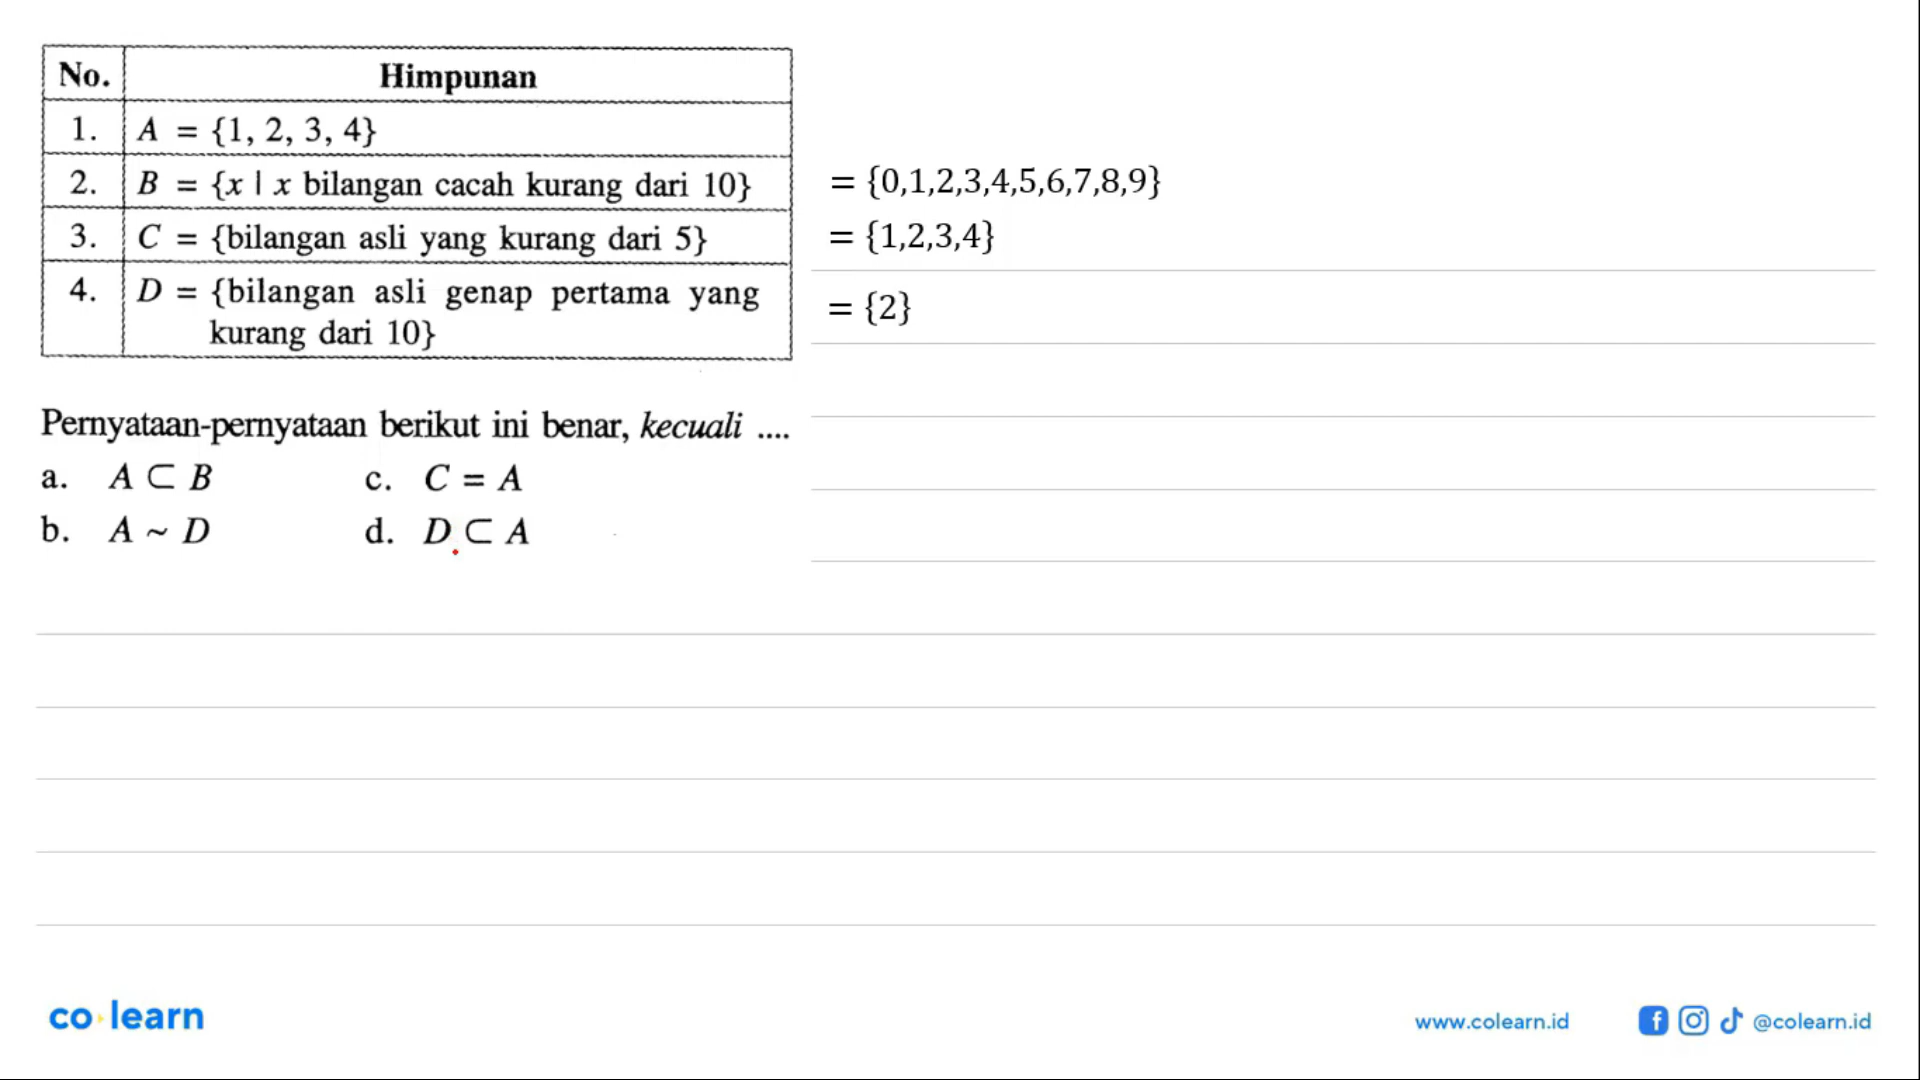 No. Himpunan
1. A = {1, 2, 3, 4}
2. B = {x | x bilangan cacah kurang dari 10} = {0,1,2,3,4,5,6,7,8,9}
3. C = {bilangan asli yang kurang dari 5} = {1,2,3,4}
4. D = {bilangan asli genap pertama yang = {2}
kurang dari 10}
Pernyataan-pernyataan berikut ini benar, kecuali ....
a. A ⊂ B c. C = A
b. A ~ D d. D ⊂ A
co learn www.colearn.id @colearn.id